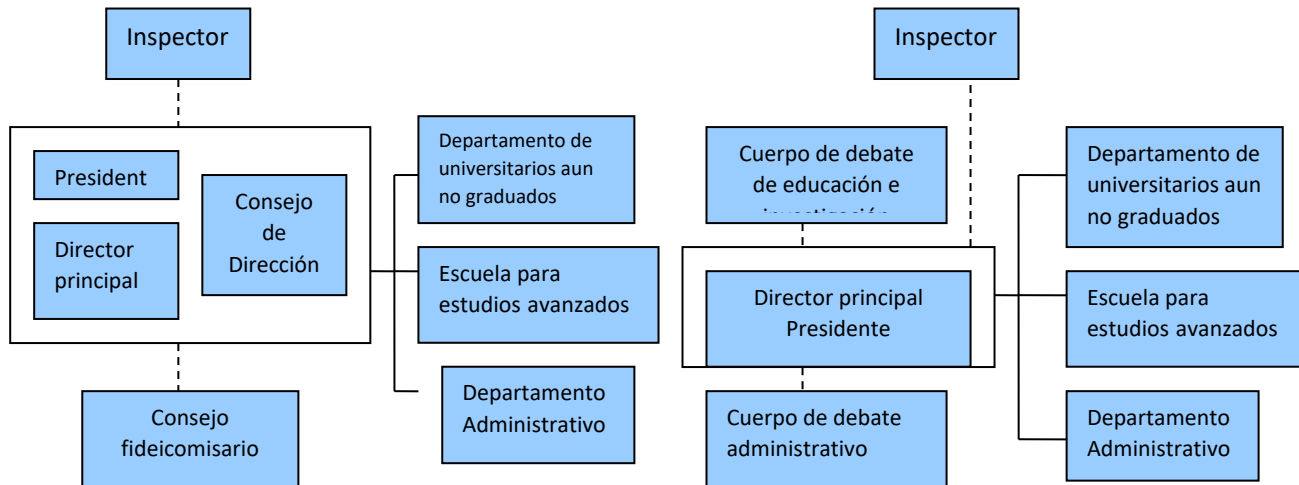 Inspector
President
Director
principal
Consejo
de
Dirección
Consejo
fideicomisario
Departamento de
universitarios aun
no graduados
Escuela para
estudios avanzados
Departamento
Administrativo
Inspector
Cuerpo de debate
de educación e
investigación
Director principal
Presidente
Cuerpo de debate
administrativo
Departamento de
universitarios aun
no graduados
Escuela para
estudios avanzados
Departamento
Administrativo